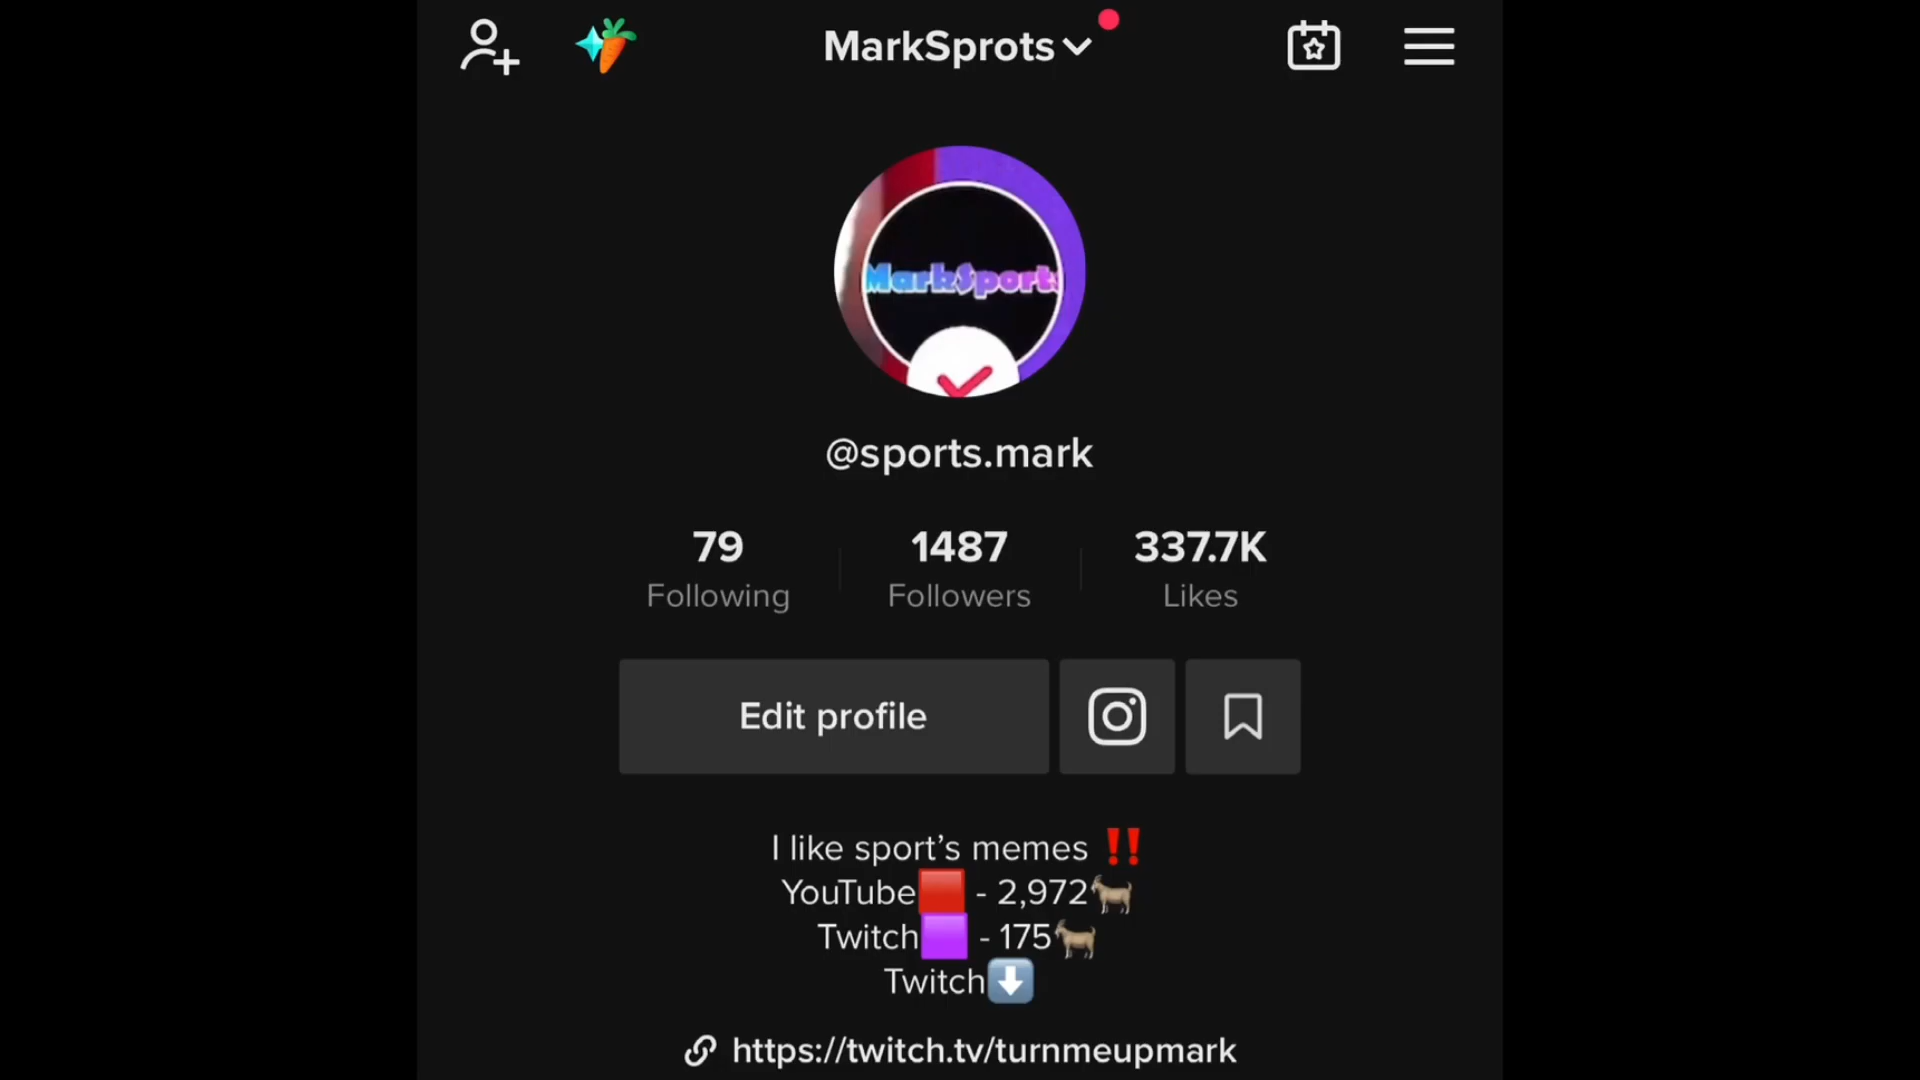 MarkSprots
MarkSports
@sports.mark
79 1487 337.7K
Following Followers Likes
Edit profile
I like sport’s memes ‼️
YouTube🟥 - 2,972🐐
Twitch🟪 - 175🐐
Twitch⬇️
https://twitch.tv/turnmeupmark